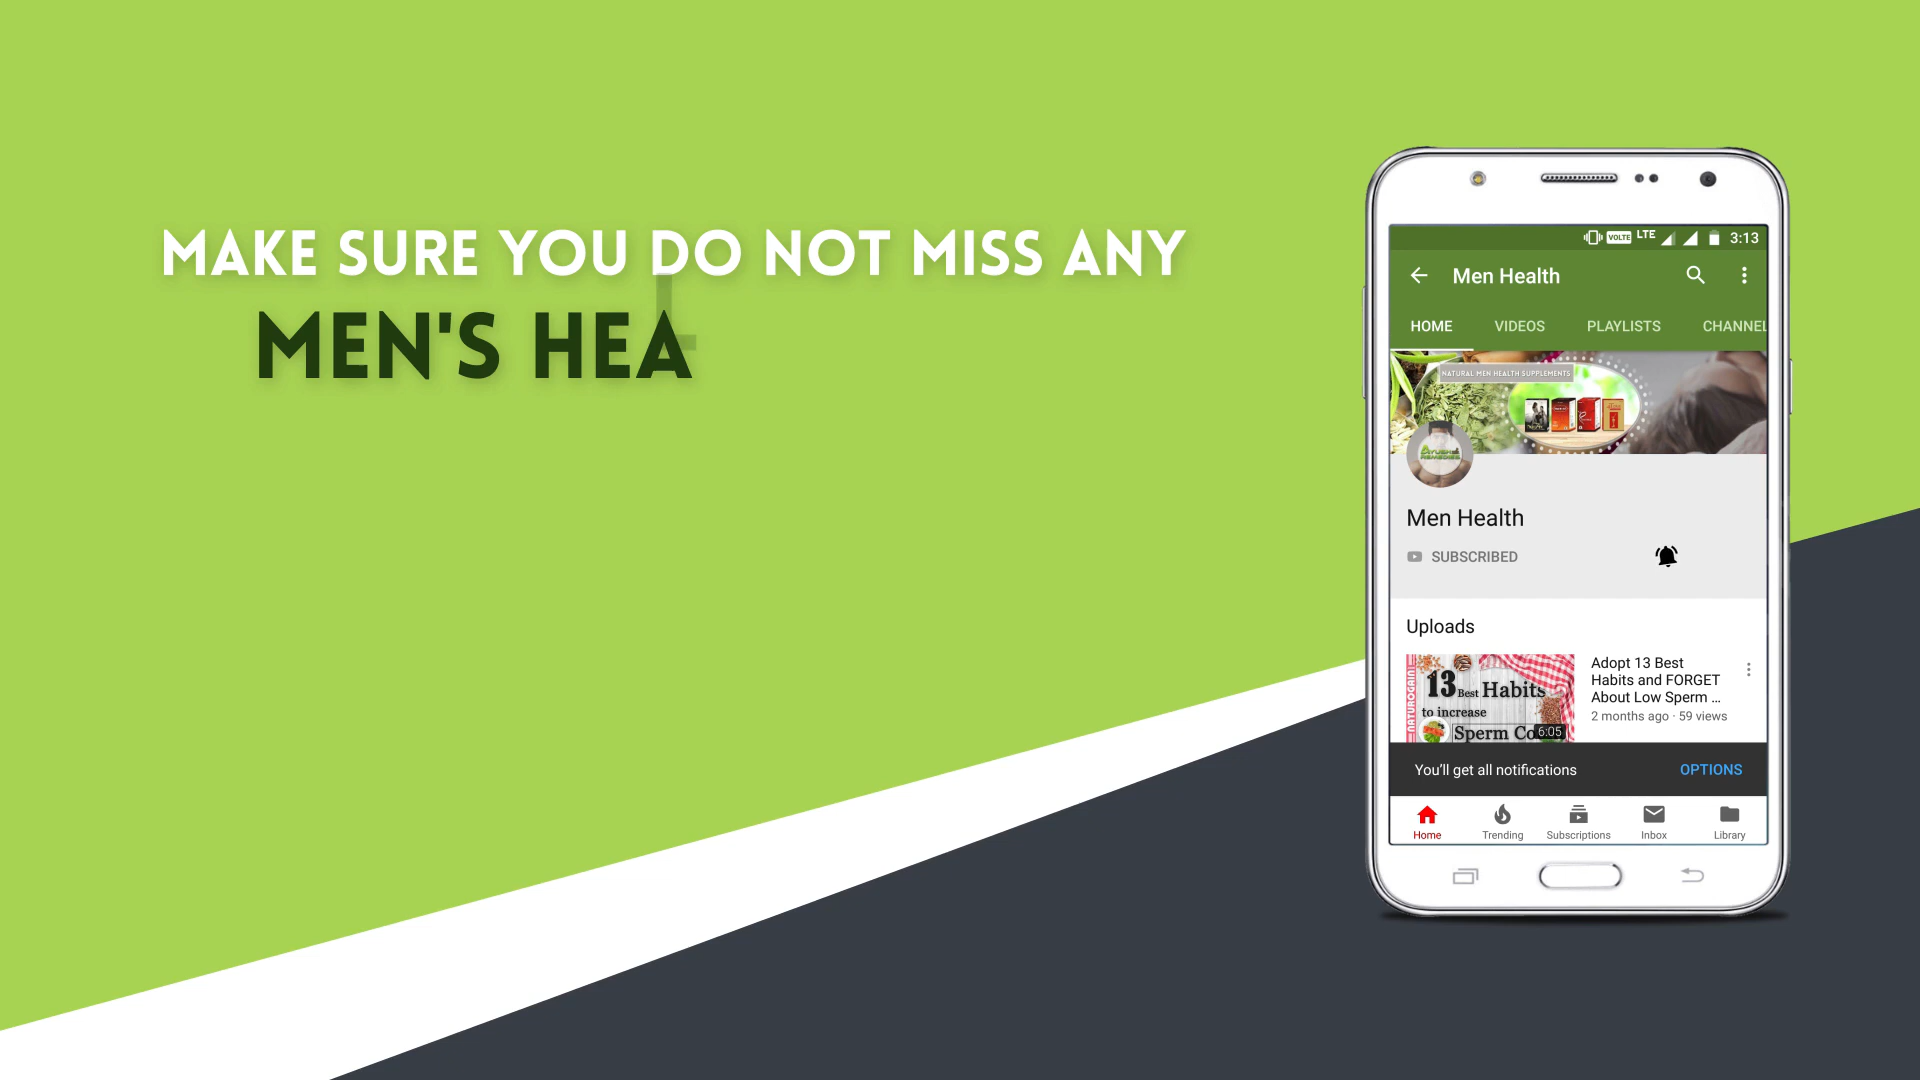 MAKE SURE YOU DO NOT MISS ANY
MEN'S HEA
VOLTE LTE 3:13
Men Health
HOME VIDEOS PLAYLISTS CHANNEL
NATURAL MEN HEALTH SUPPLEMENTS
AYUSH REMEDIES
Men Health
SUBSCRIBED
Uploads
NATUROGAIN
13 Best Habits
to increase
Sperm Co
6:05
Adopt 13 Best
Habits and FORGET
About Low Sperm ...
2 months ago · 59 views
You'll get all notifications OPTIONS
Home Trending Subscriptions Inbox Library